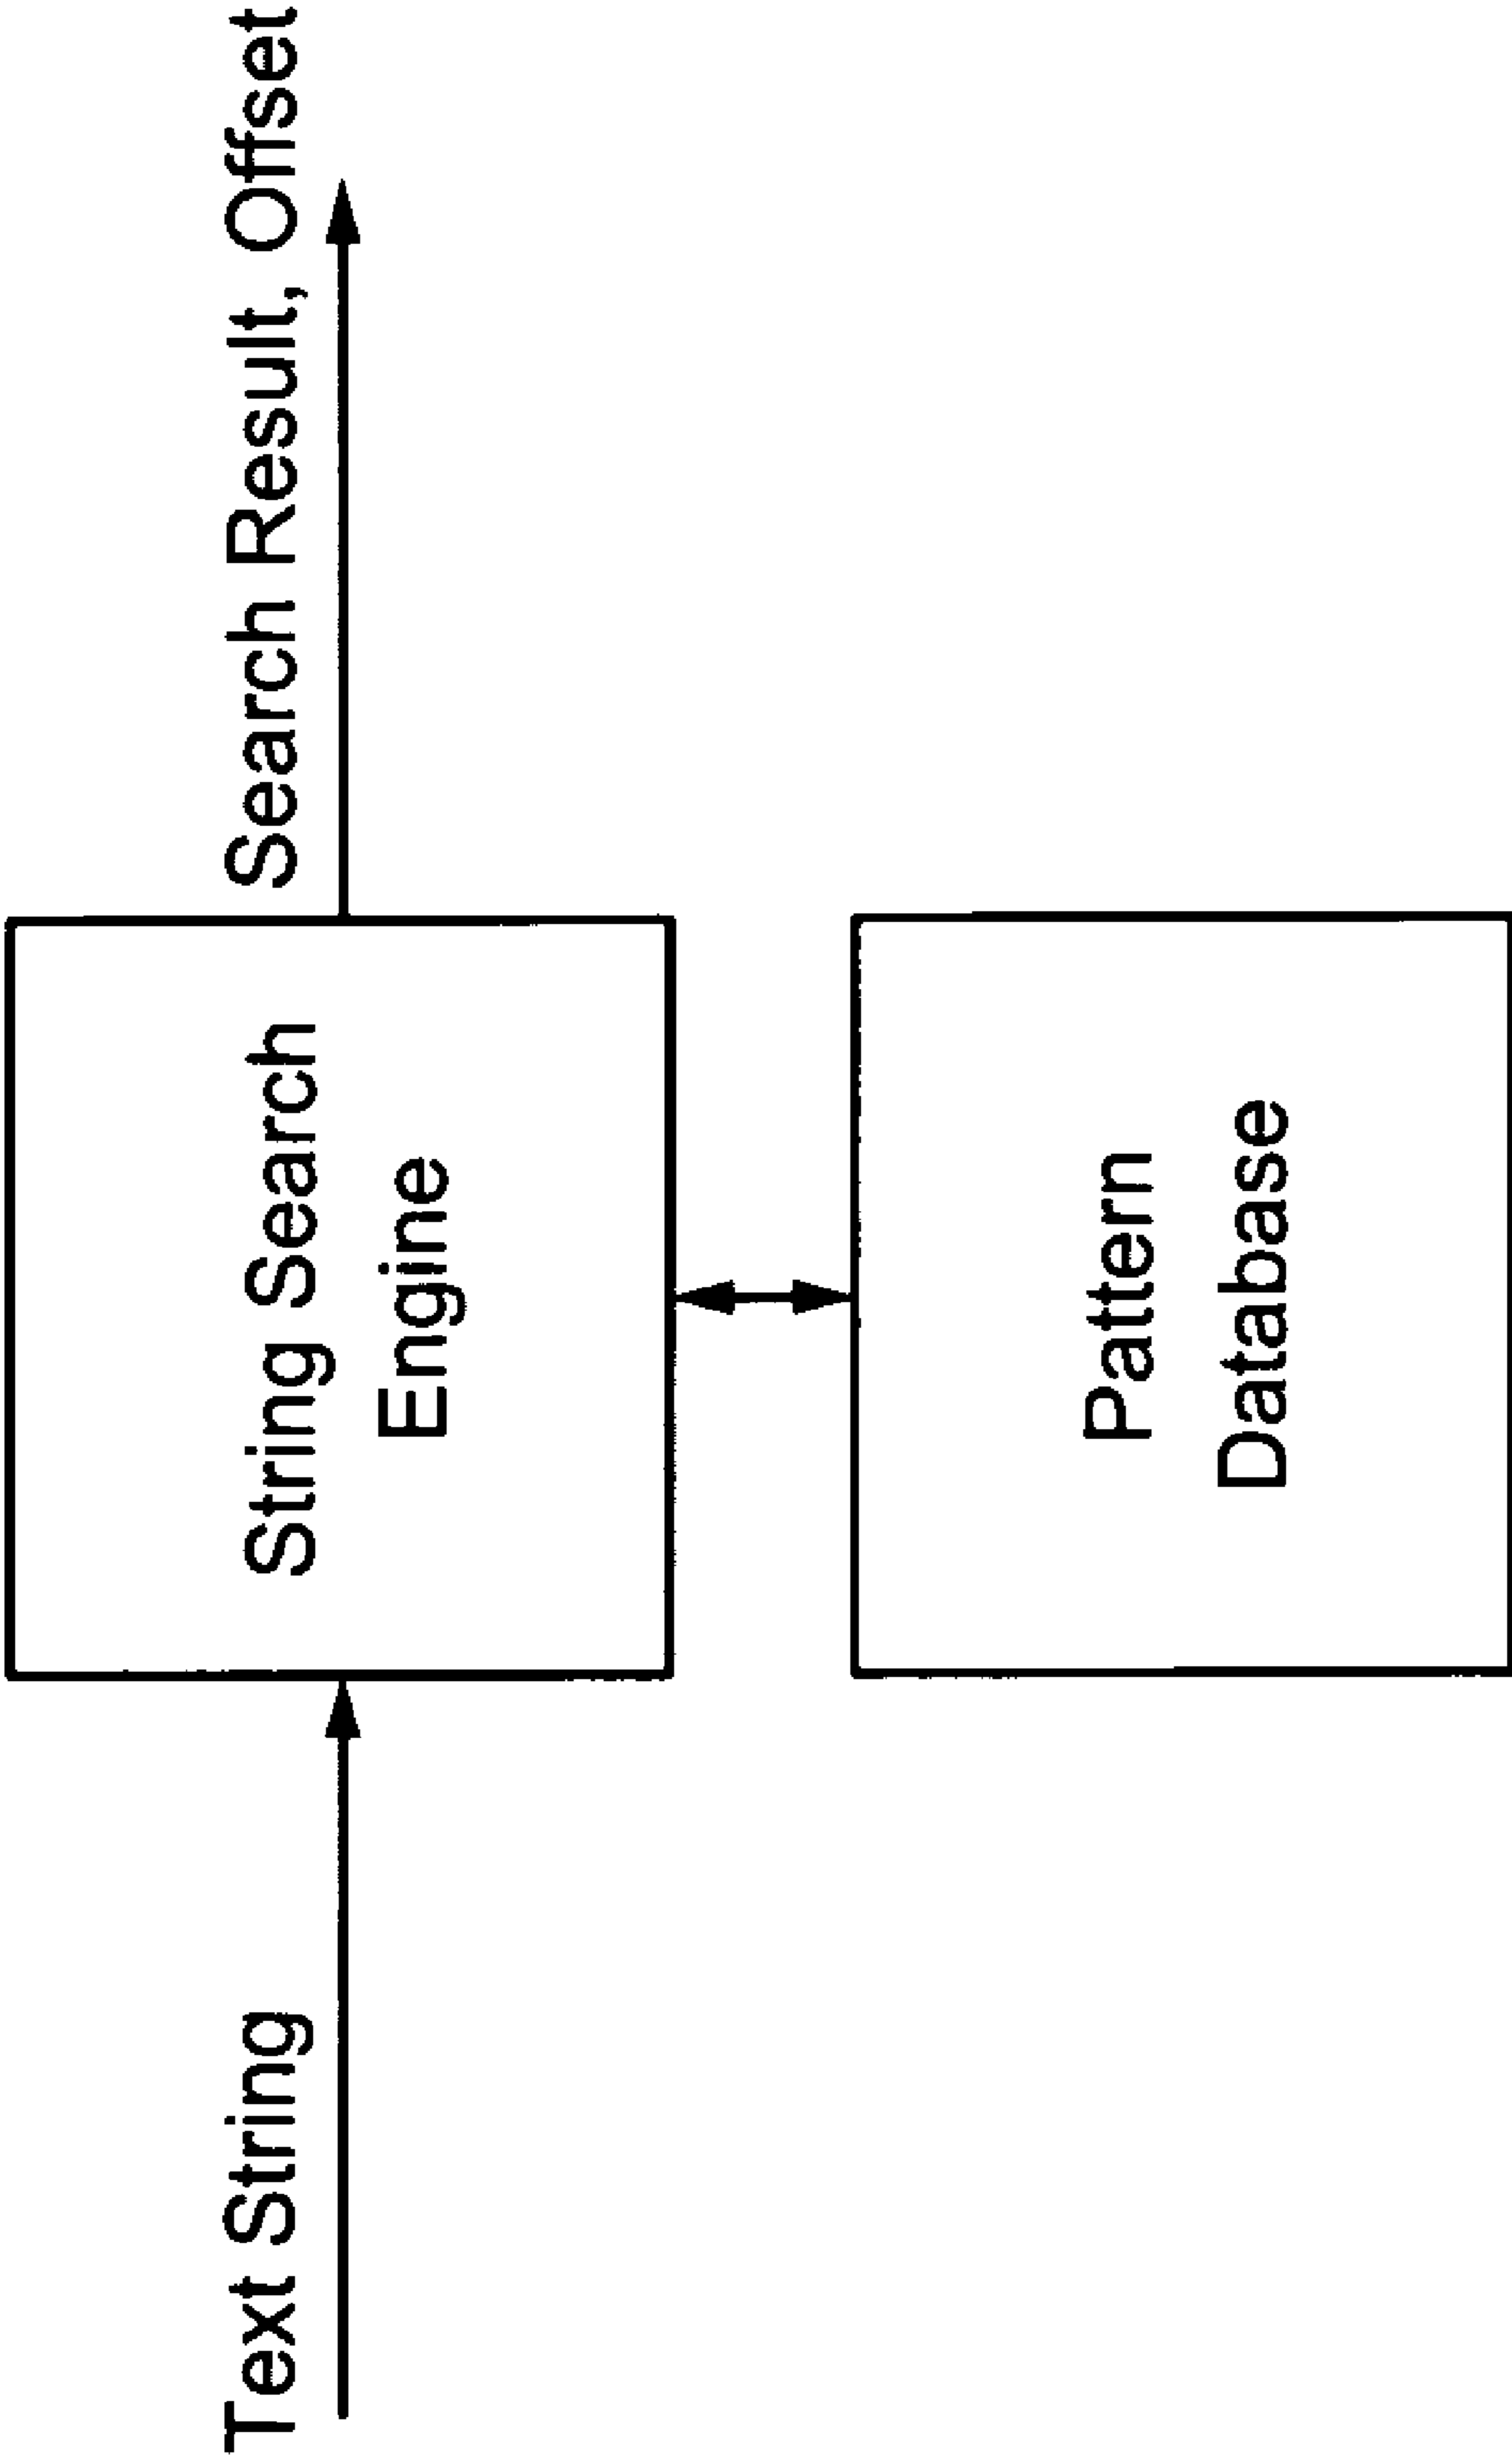 Text String
String Search
Engine
Search Result, Offset
Pattern
Database